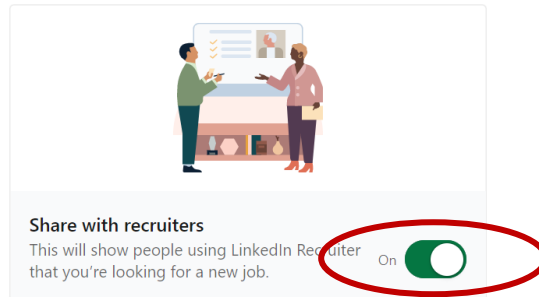 Share with recruiters
This will show people using LinkedIn Recruiter
that you're looking for a new job.
On